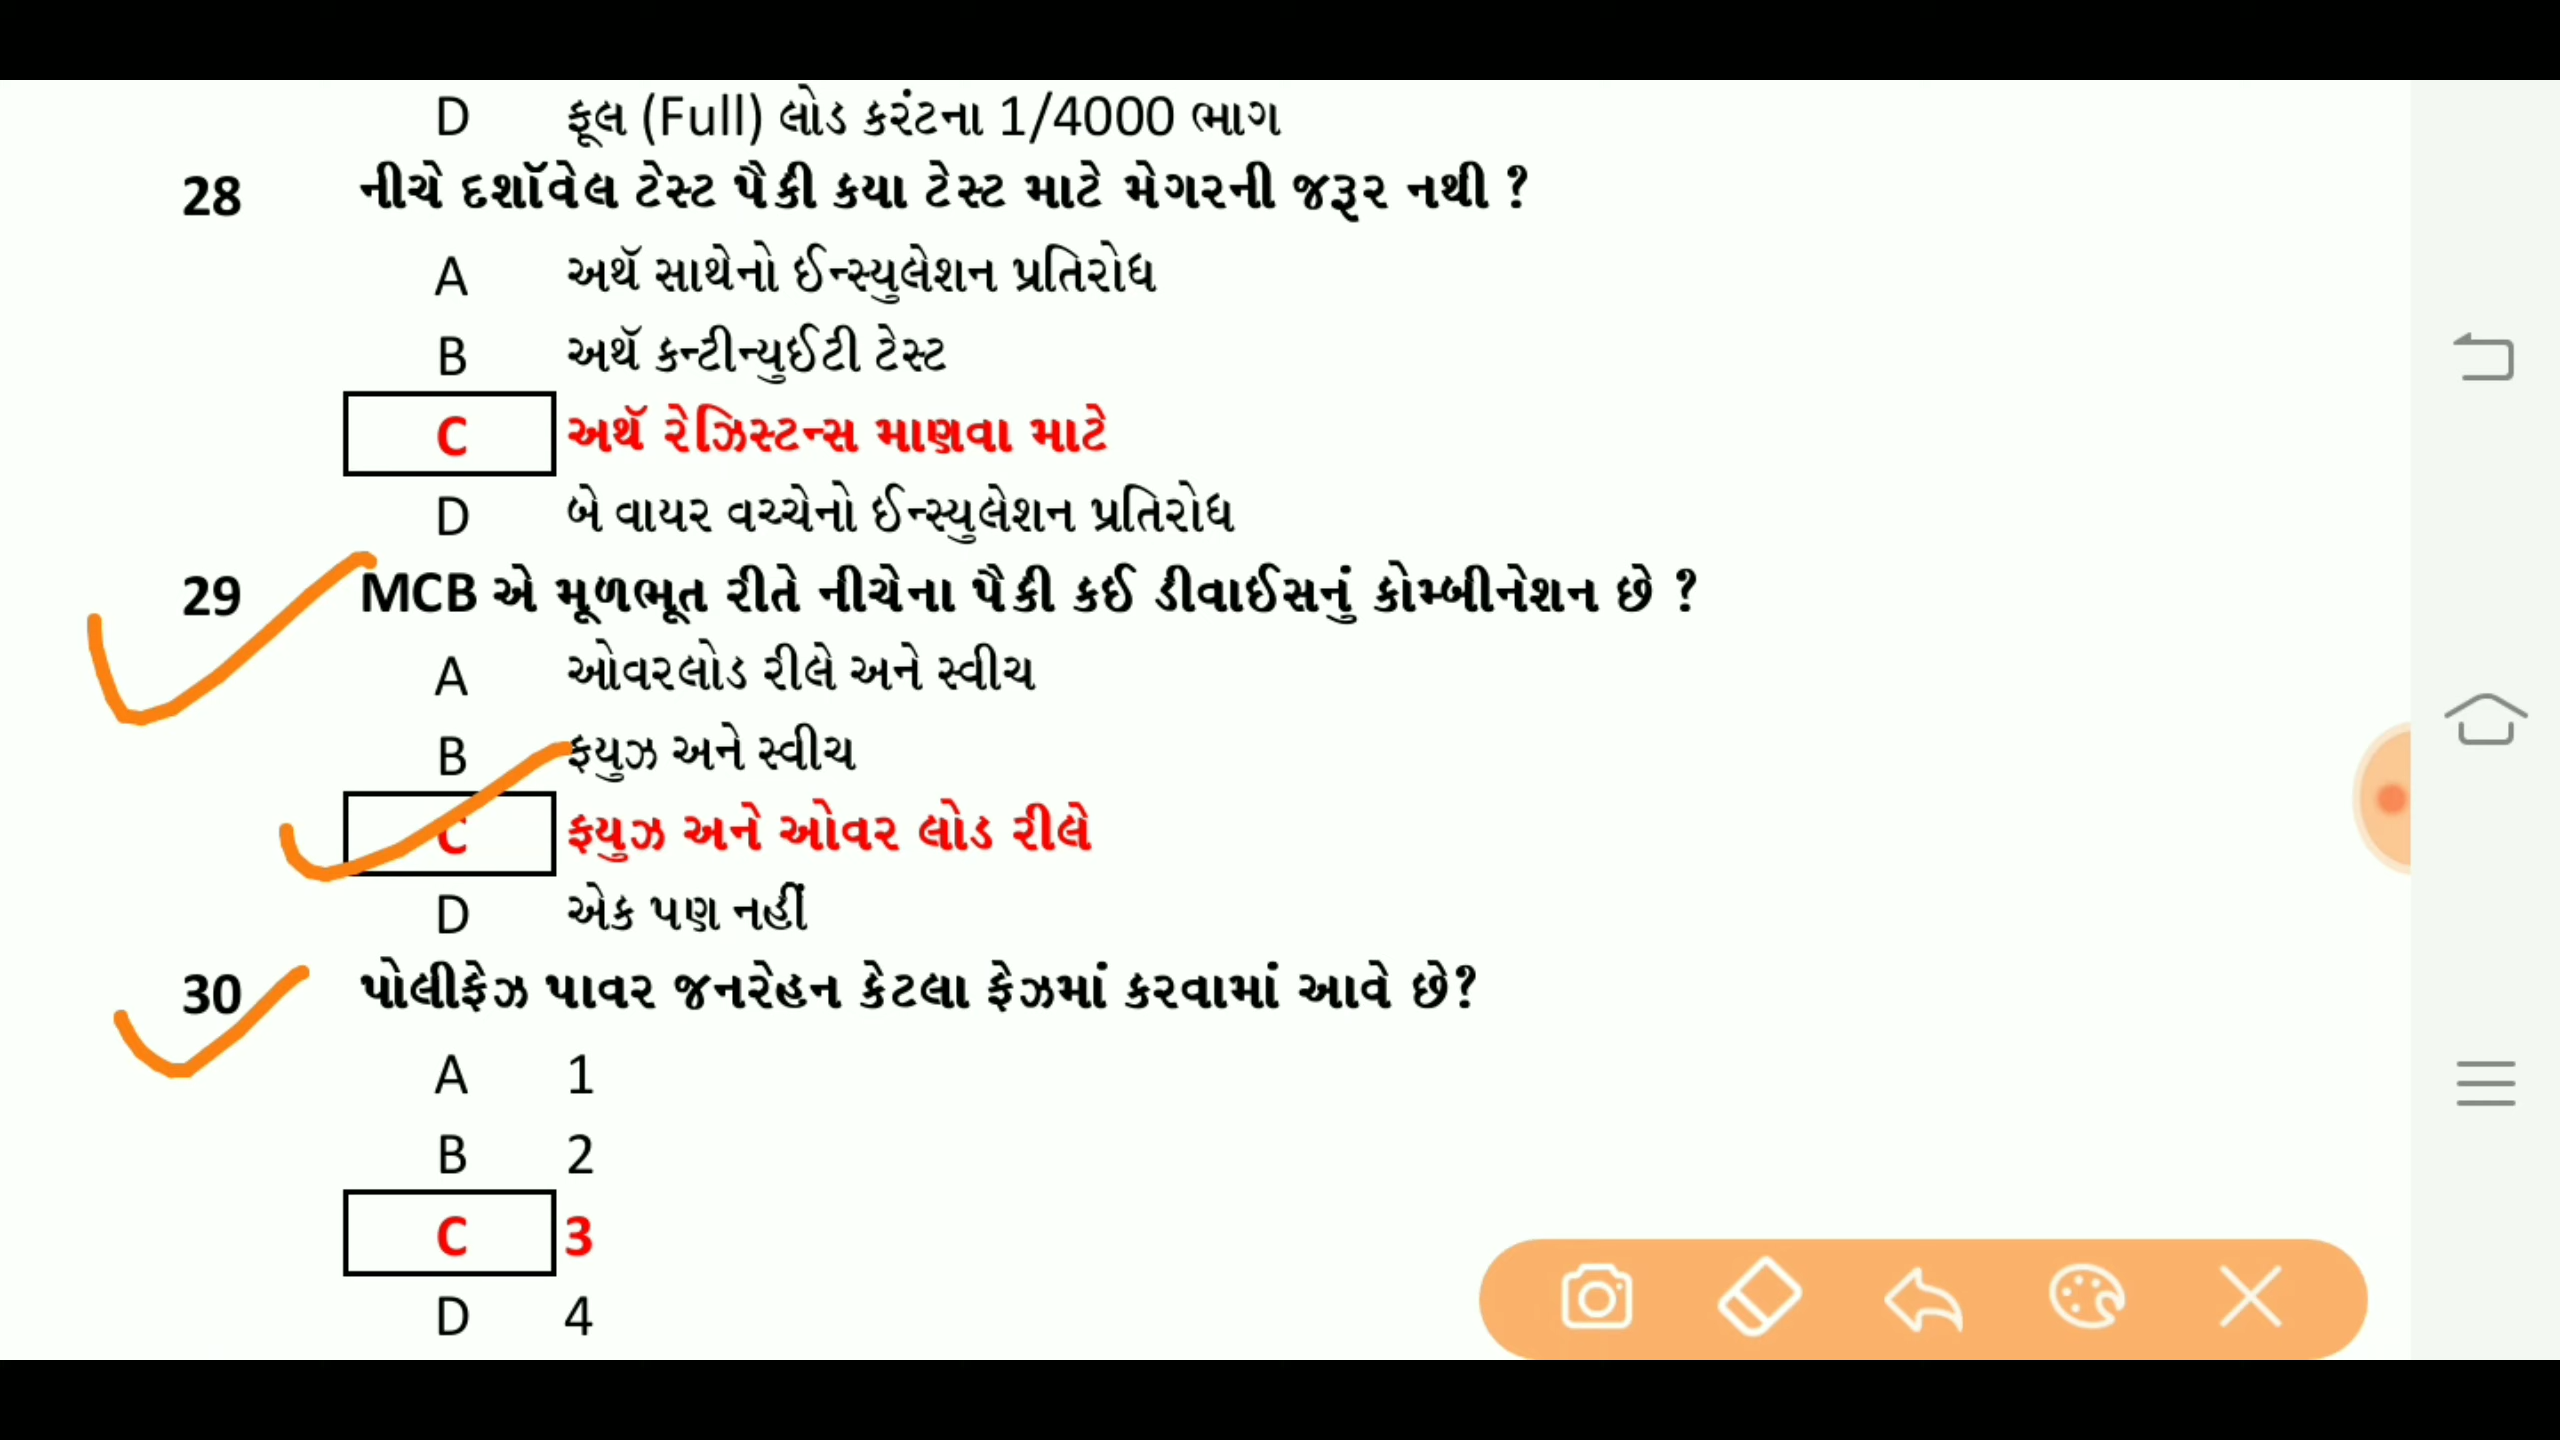 D ફૂલ (Full) લોડ કરંટના 1/4000 ભાગ
28 નીચે દર્શાવેલ ટેસ્ટ પૈકી કયા ટેસ્ટ માટે મેગરની જરૂર નથી ?
A અર્થ સાથેનો ઈન્સ્યુલેશન પ્રતિરોધ
B અર્થ કન્ટીન્યુઈટી ટેસ્ટ
C અર્થ રેઝિસ્ટન્સ માણવા માટે
D બે વાયર વચ્ચેનો ઈન્સ્યુલેશન પ્રતિરોધ
29 MCB એ મૂળભૂત રીતે નીચેના પૈકી કઈ ડીવાઈસનું કોમ્બીનેશન છે ?
A ઓવરલોડ રીલે અને સ્વીચ
B ફયુઝ અને સ્વીચ
C ફયુઝ અને ઓવર લોડ રીલે
D એક પણ નહીં
30 પોલીફેઝ પાવર જનરેહન કેટલા ફેઝમાં કરવામાં આવે છે?
A 1
B 2
C 3
D 4